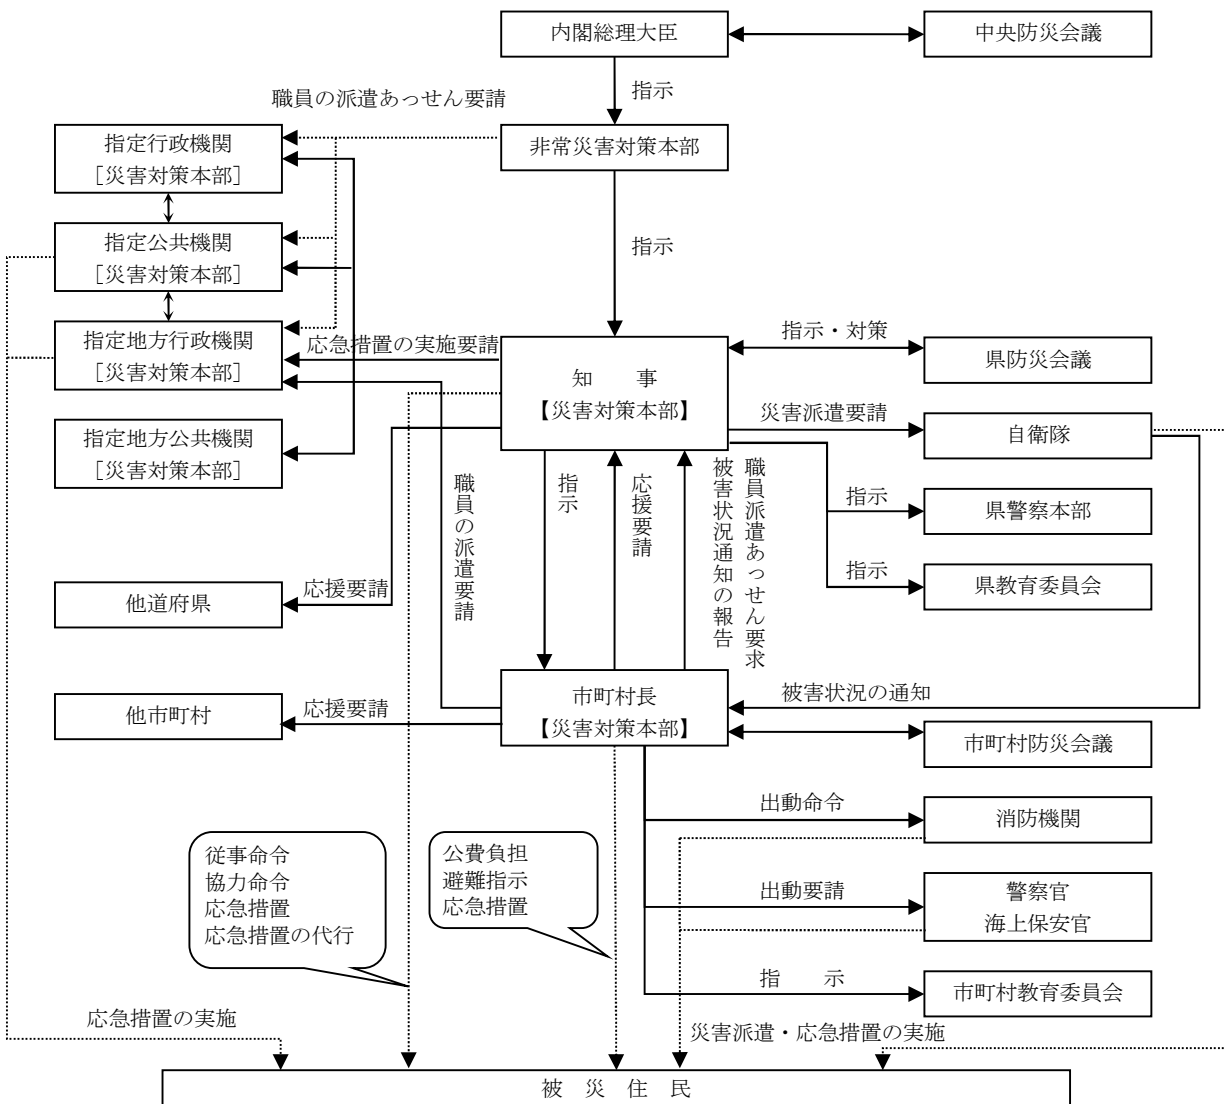 内閣総理大臣
中央防災会議
指示
職員の派遣あっせん要請
指定行政機関
[災害対策本部]
非常災害対策本部
指定公共機関
[災害対策本部]
指示
指定地方行政機関
[災害対策本部]
応急措置の実施要請
知　事
【災害対策本部】
指示・対策
県防災会議
災害派遣要請
自衛隊
指定地方公共機関
[災害対策本部]
職員の派遣要請
指示
応援要請
被害状況通知の報告
職員派遣あっせん要求
指示
県警察本部
指示
県教育委員会
他道府県
応援要請
他市町村
応援要請
市町村長
【災害対策本部】
被害状況の通知
市町村防災会議
出動命令
消防機関
従事命令
協力命令
応急措置
応急措置の代行
公費負担
避難指示
応急措置
出動要請
警察官
海上保安官
指　示
市町村教育委員会
応急措置の実施
災害派遣・応急措置の実施
被　災　住　民